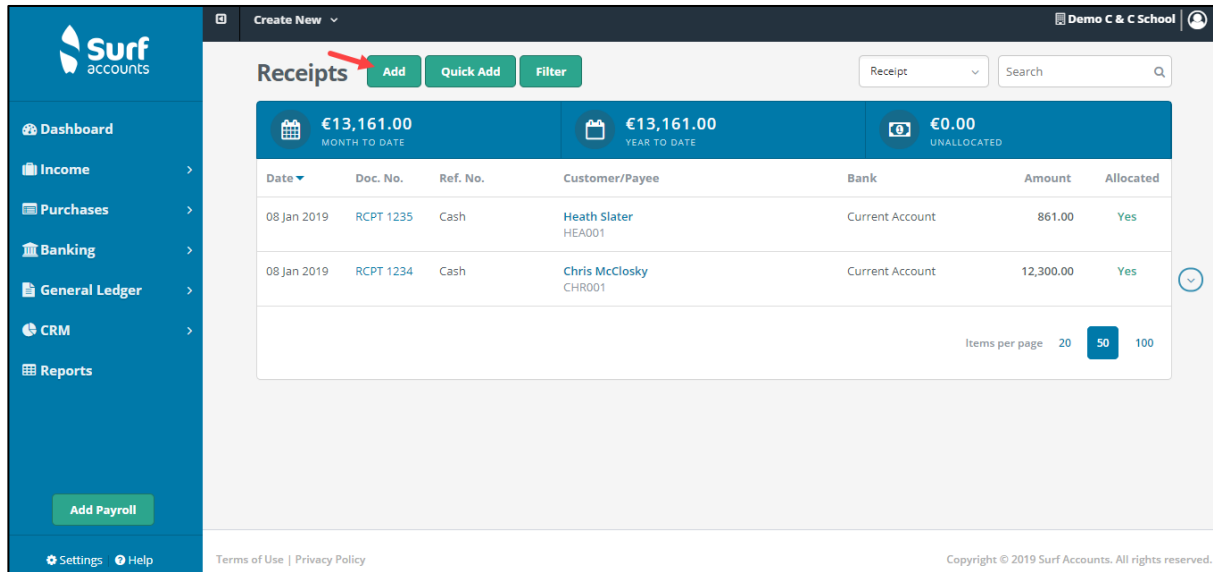 Surf
accounts
Dashboard
Income
Purchases
Banking
General Ledger
CRM
Reports
Add Payroll
Settings Help
Create New
Demo C & C School
Receipts Add Quick Add Filter Receipt Search
€13,161.00 €13,161.00 €0.00
MONTH TO DATE YEAR TO DATE UNALLOCATED
Date Doc. No. Ref. No. Customer/Payee Bank Amount Allocated
08 Jan 2019 RCPT 1235 Cash Heath Slater Current Account 861.00 Yes
HEA001
08 Jan 2019 RCPT 1234 Cash Chris McClosky Current Account 12,300.00 Yes
CHR001
Items per page 20 50 100
Terms of Use | Privacy Policy Copyright © 2019 Surf Accounts. All rights reserved.